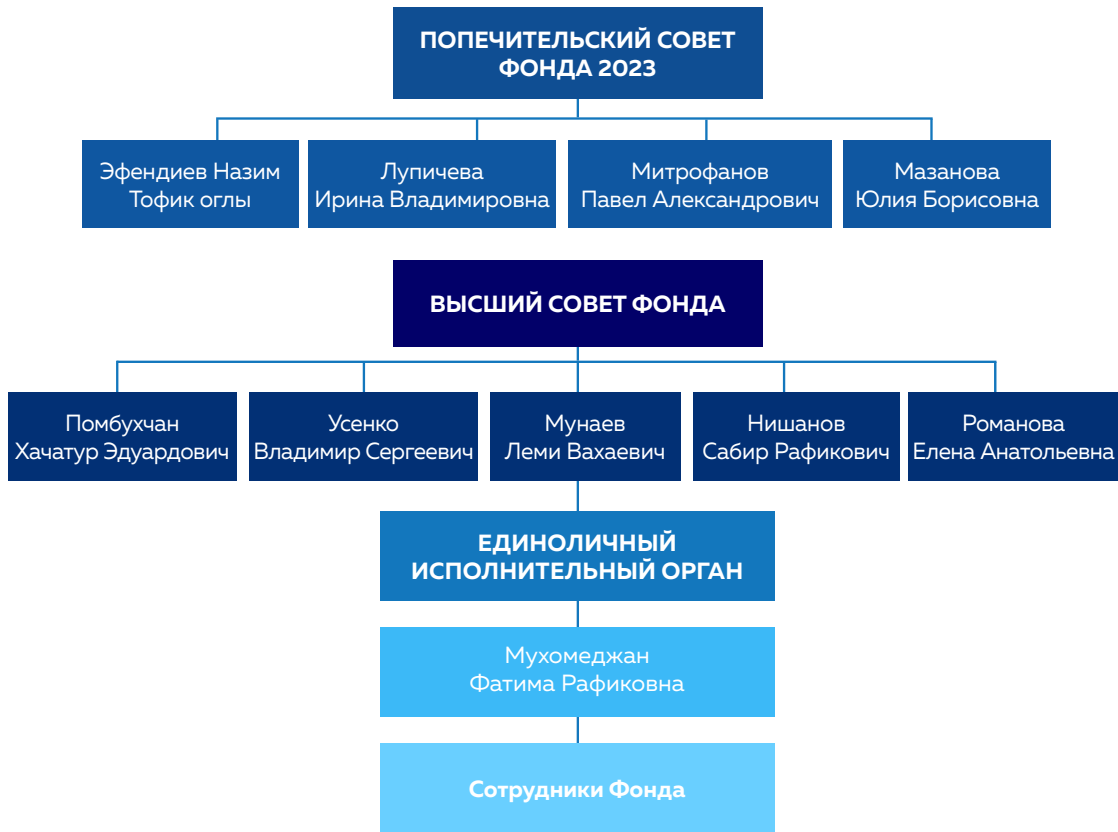 ПОПЕЧИТЕЛЬСКИЙ СОВЕТ
ФОНДА 2023
Эфендиев Назим
Тофик оглы
Лупичева
Ирина Владимировна
Митрофанов
Павел Александрович
Мазанова
Юлия Борисовна
ВЫСШИЙ СОВЕТ ФОНДА
Помбухчан
Хачатур Эдуардович
Усенко
Владимир Сергеевич
Мунаев
Леми Вахаевич
Нишанов
Сабир Рафикович
Романова
Елена Анатольевна
ЕДИНОЛИЧНЫЙ
ИСПОЛНИТЕЛЬНЫЙ ОРГАН
Мухомеджан
Фатима Рафиковна
Сотрудники Фонда